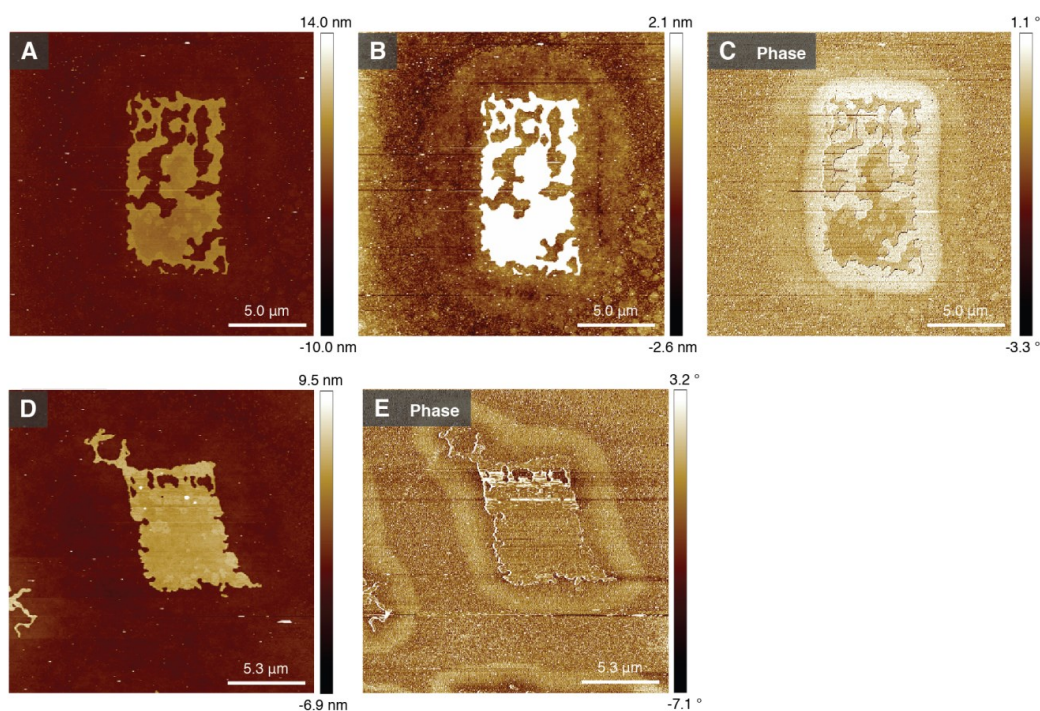 14.0 nm
2.1 nm
1.1 °
A
B
C Phase
5.0 µm
5.0 µm
5.0 µm
-10.0 nm
-2.6 nm
-3.3 °
9.5 nm
3.2 °
D
E Phase
5.3 µm
5.3 µm
-6.9 nm
-7.1 °